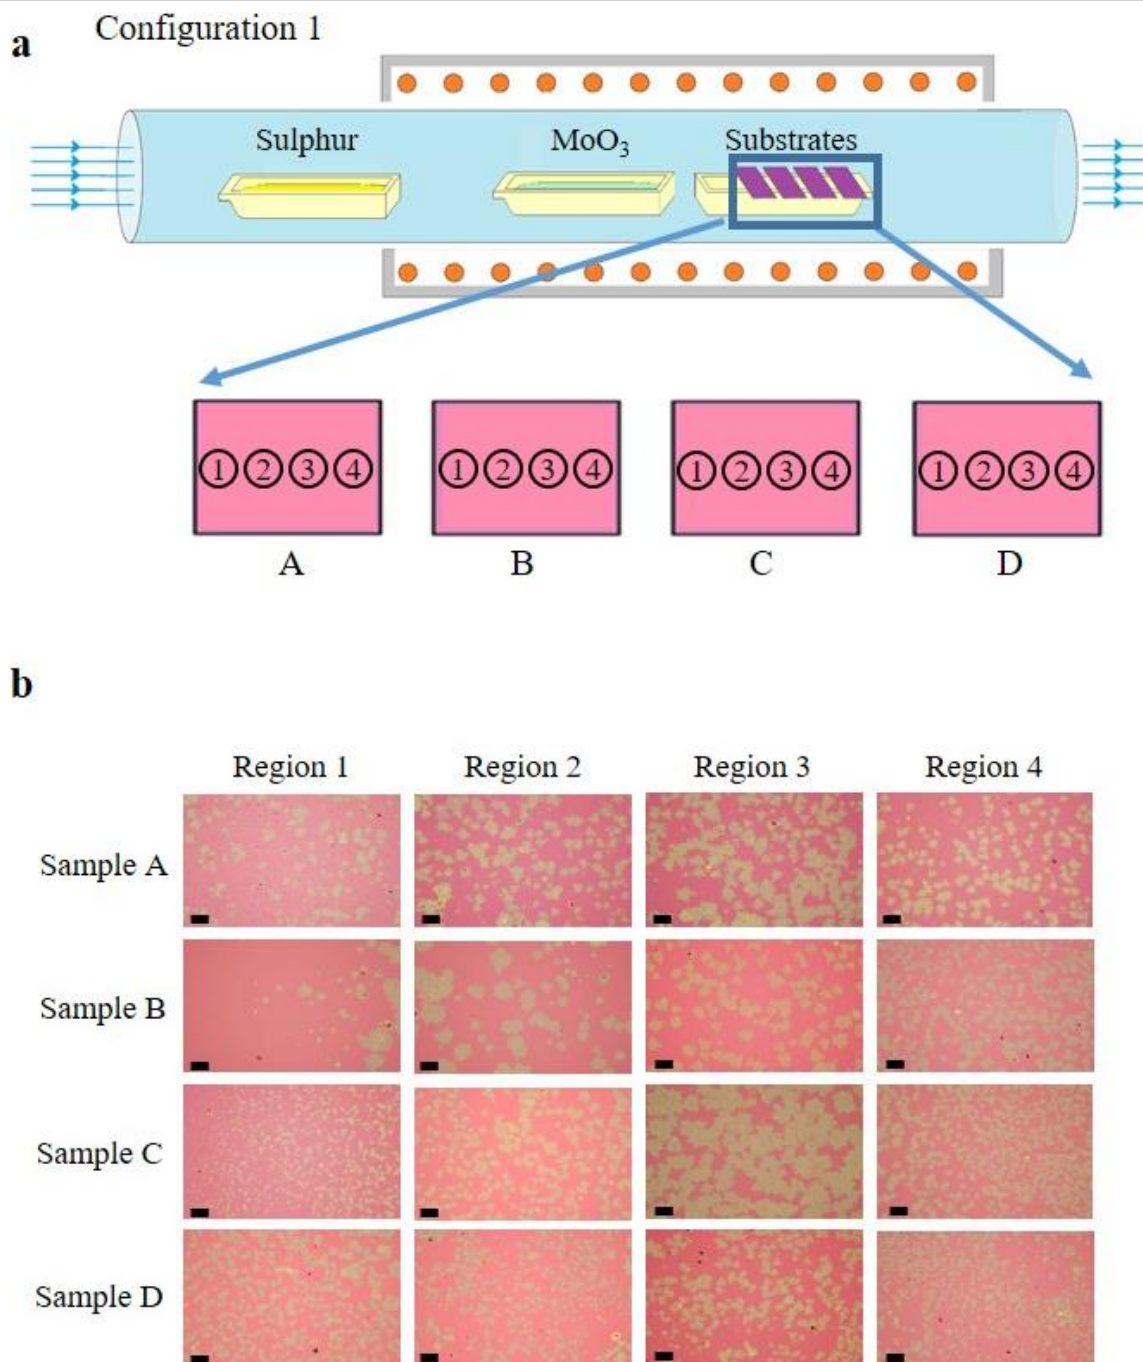 a
Configuration 1
Sulphur MoO₃ Substrates
① ② ③ ④ ① ② ③ ④ ① ② ③ ④ ① ② ③ ④
A B C D
b
Region 1 Region 2 Region 3 Region 4
Sample A
Sample B
Sample C
Sample D